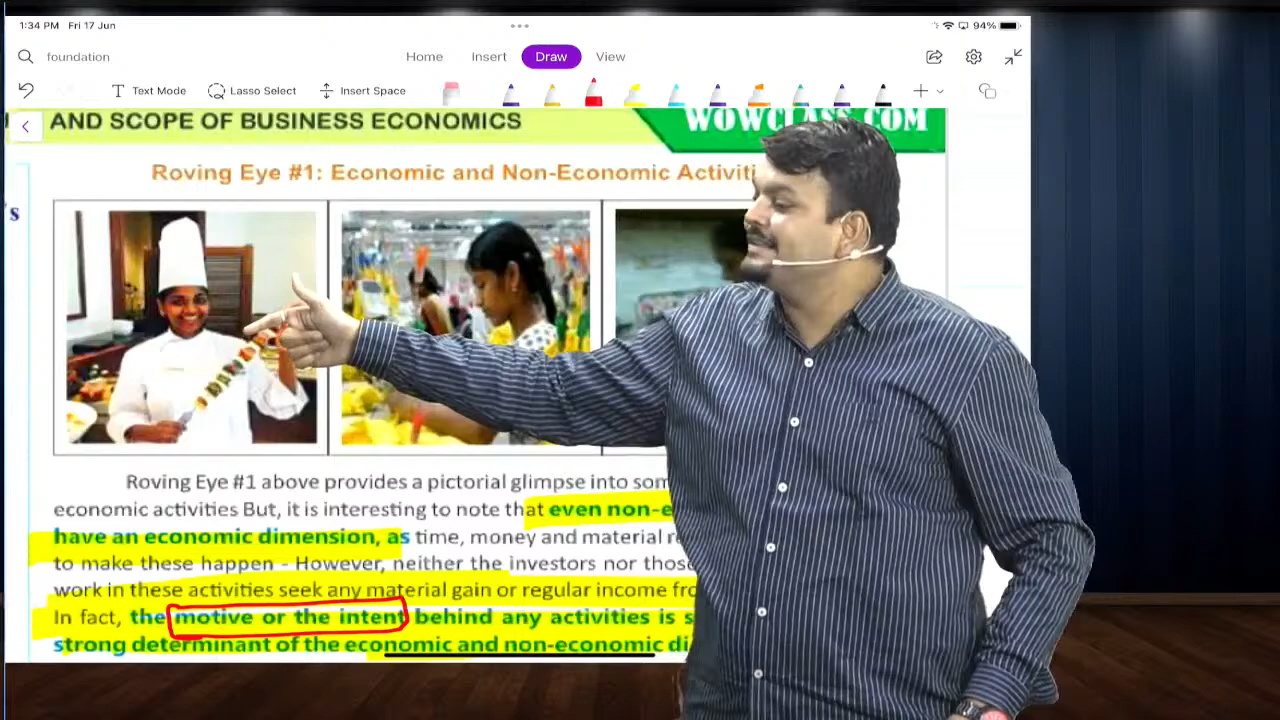 1:34 PM Fri 17 Jun
94%
foundation
Home Insert Draw View
Text Mode Lasso Select Insert Space
AND SCOPE OF BUSINESS ECONOMICS
WOWCLASS.COM
Roving Eye #1: Economic and Non-Economic Activiti
's
Roving Eye #1 above provides a pictorial glimpse into som
economic activities But, it is interesting to note that even non-e
have an economic dimension, as time, money and material r
to make these happen - However, neither the investors nor thos
work in these activities seek any material gain or regular income fro
In fact, the motive or the intent behind any activities is s
strong determinant of the economic and non-economic di